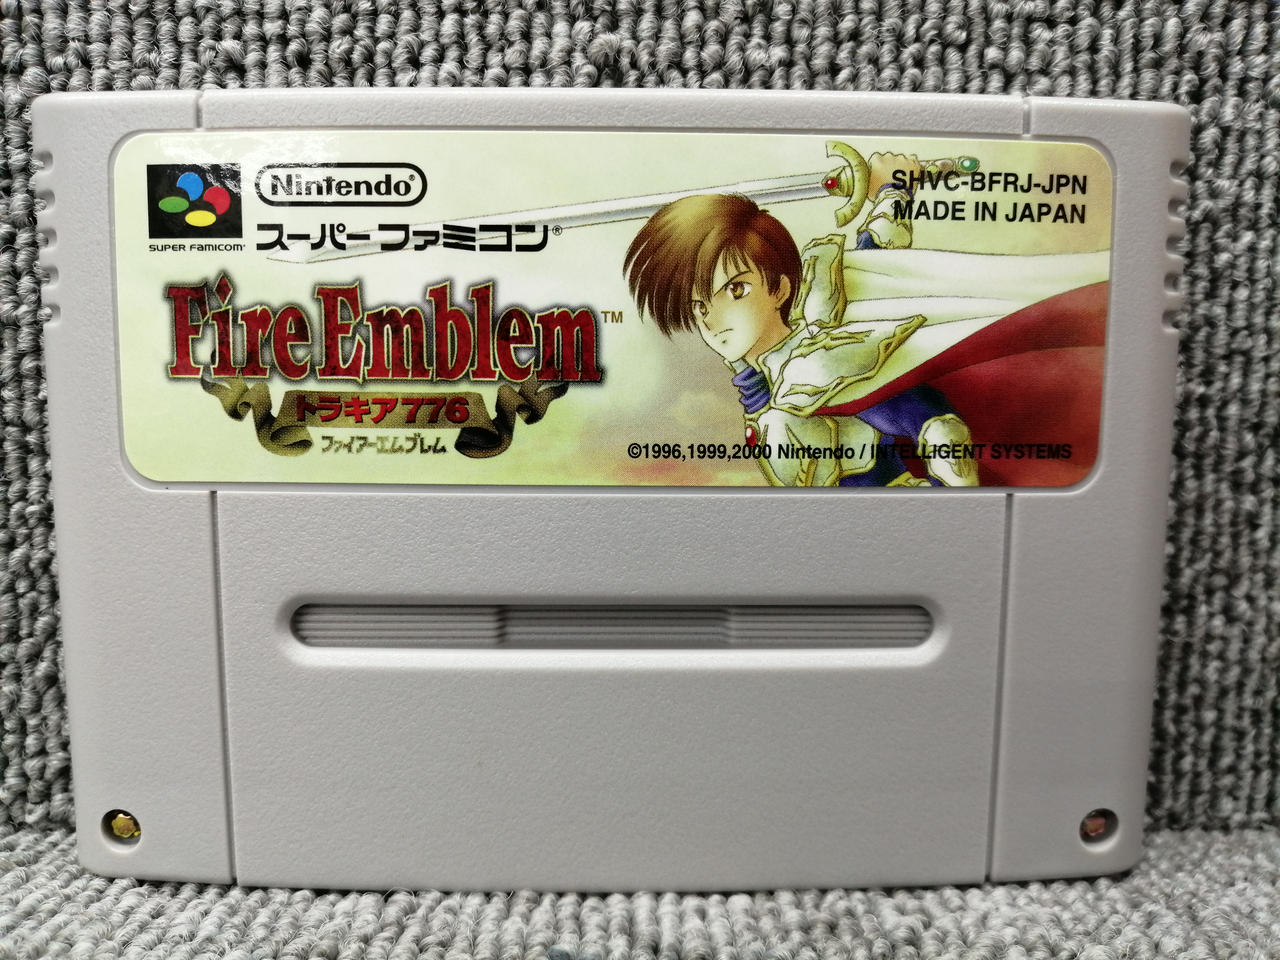 Nintendo®
SUPER FAMICOM
スーパーファミコン®
SHVC-BFRJ-JPN
MADE IN JAPAN
Fire Emblem™
トラキア776
ファイアーエムブレム
©1996,1999,2000 Nintendo / INTELLIGENT SYSTEMS